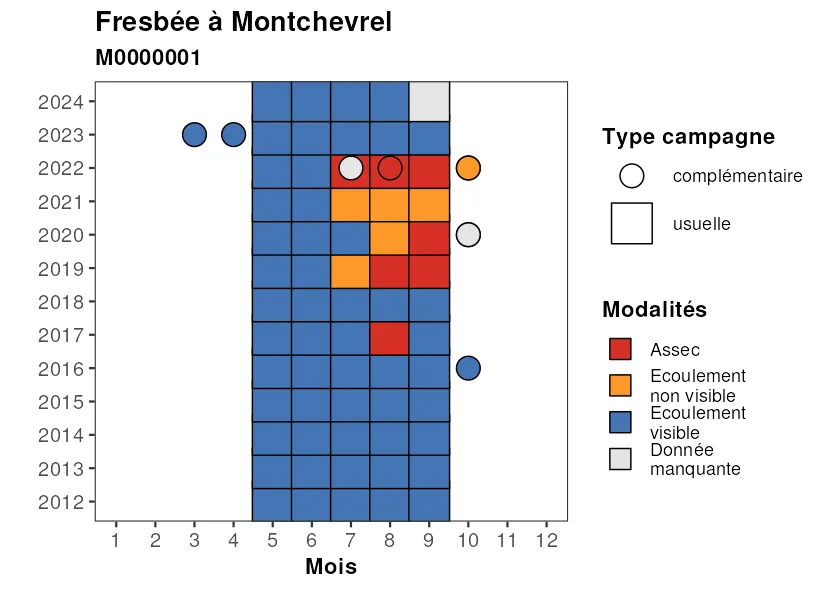 Fresbée à Montchevrel
M0000001
2024
2023
2022
2021
2020
2019
2018
2017
2016
2015
2014
2013
2012
1 2 3 4 5 6 7 8 9 10 11 12
Mois
Type campagne
complémentaire
usuelle
Modalités
Assec
Ecoulement
non visible
Ecoulement
visible
Donnée
manquante